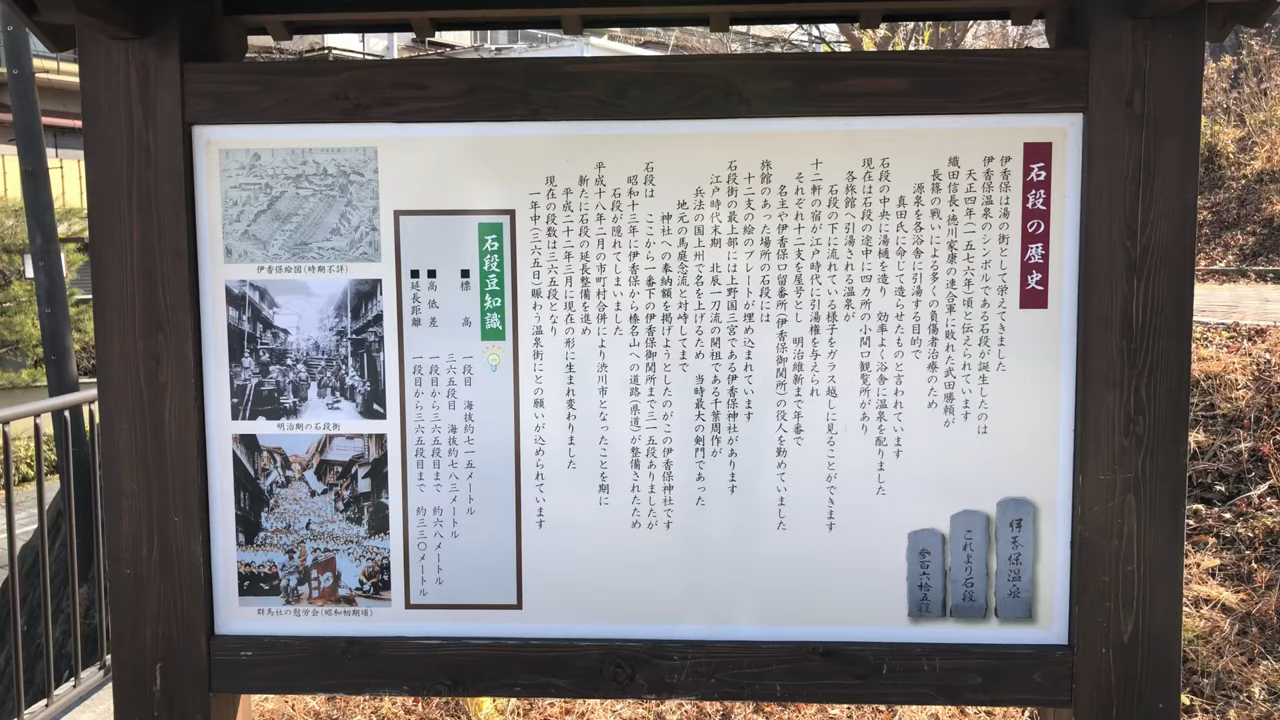 石段の歴史
伊香保は湯の街として栄えてきました
伊香保温泉のシンボルである石段が誕生したのは
天正四年(一五七六年)頃と伝えられています
織田信長・徳川家康の連合軍に敗れた武田勝頼が
長篠の戦いによる多くの負傷者治療のため
源泉を各浴舎に引湯する目的で
真田氏に命じて造らせたものと言われています
石段の中央に湯樋を造り 効率よく浴舎に温泉を配りました
現在は石段の途中に四カ所の小間口観覧所があり
各旅館へ引湯される温泉が
石段の下に流れている様子をガラス越しに見ることができます
十二軒の宿が江戸時代に引湯権を与えられ
それぞれ十二支を屋号とし 明治維新まで年番で
名主や伊香保口留番所(伊香保御関所)の役人を勤めていました
旅館のあった場所の石段には
十二支の絵のプレートが埋め込まれています
石段街の最上部には上野国三宮である伊香保神社があります
江戸時代末期 北辰一刀流の開祖である千葉周作が
兵法の国上州で名を上げるため 当時最大の剣門であった
地元の馬庭念流と対峙してまで
神社への奉納額を掲げようとしたのがこの伊香保神社です
石段は ここから一番下の伊香保御関所まで三一五段ありましたが
昭和十三年に伊香保から榛名山への道路(県道)が整備されたため
石段が隠れてしまいました
平成十八年二月の市町村合併により渋川市となったことを期に
新たに石段の延長整備を進め
平成二十二年三月に現在の形に生まれ変わりました
現在の段数は三六五段となり
一年中(三六五日)賑わう温泉街にとの願いが込められています
石段豆知識
■標 高 一段目 海抜約七一五メートル
三六五段目 海抜約七八三メートル
■高 低 差 一段目から三六五段目まで 約六八メートル
■延長距離 一段目から三六五段目まで 約三三〇メートル
伊香保絵図(時期不詳)
明治期の石段街
群馬社の慰労会(昭和初期頃)
伊香保温泉
これより石段
参百六拾五段